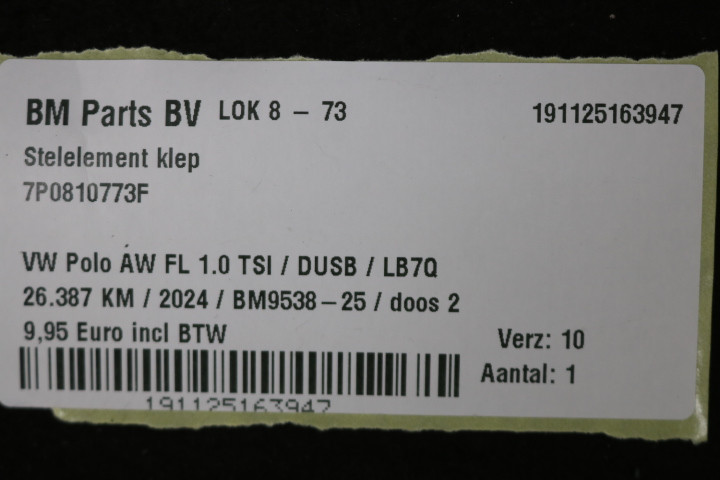 BM Parts BV LOK 8 – 73 191125163947
Stelelement klep
7P0810773F
VW Polo AW FL 1.0 TSI / DUSB / LB7Q
26.387 KM / 2024 / BM9538–25 / doos 2
9,95 Euro incl BTW
Verz: 10
Aantal: 1
191125163947